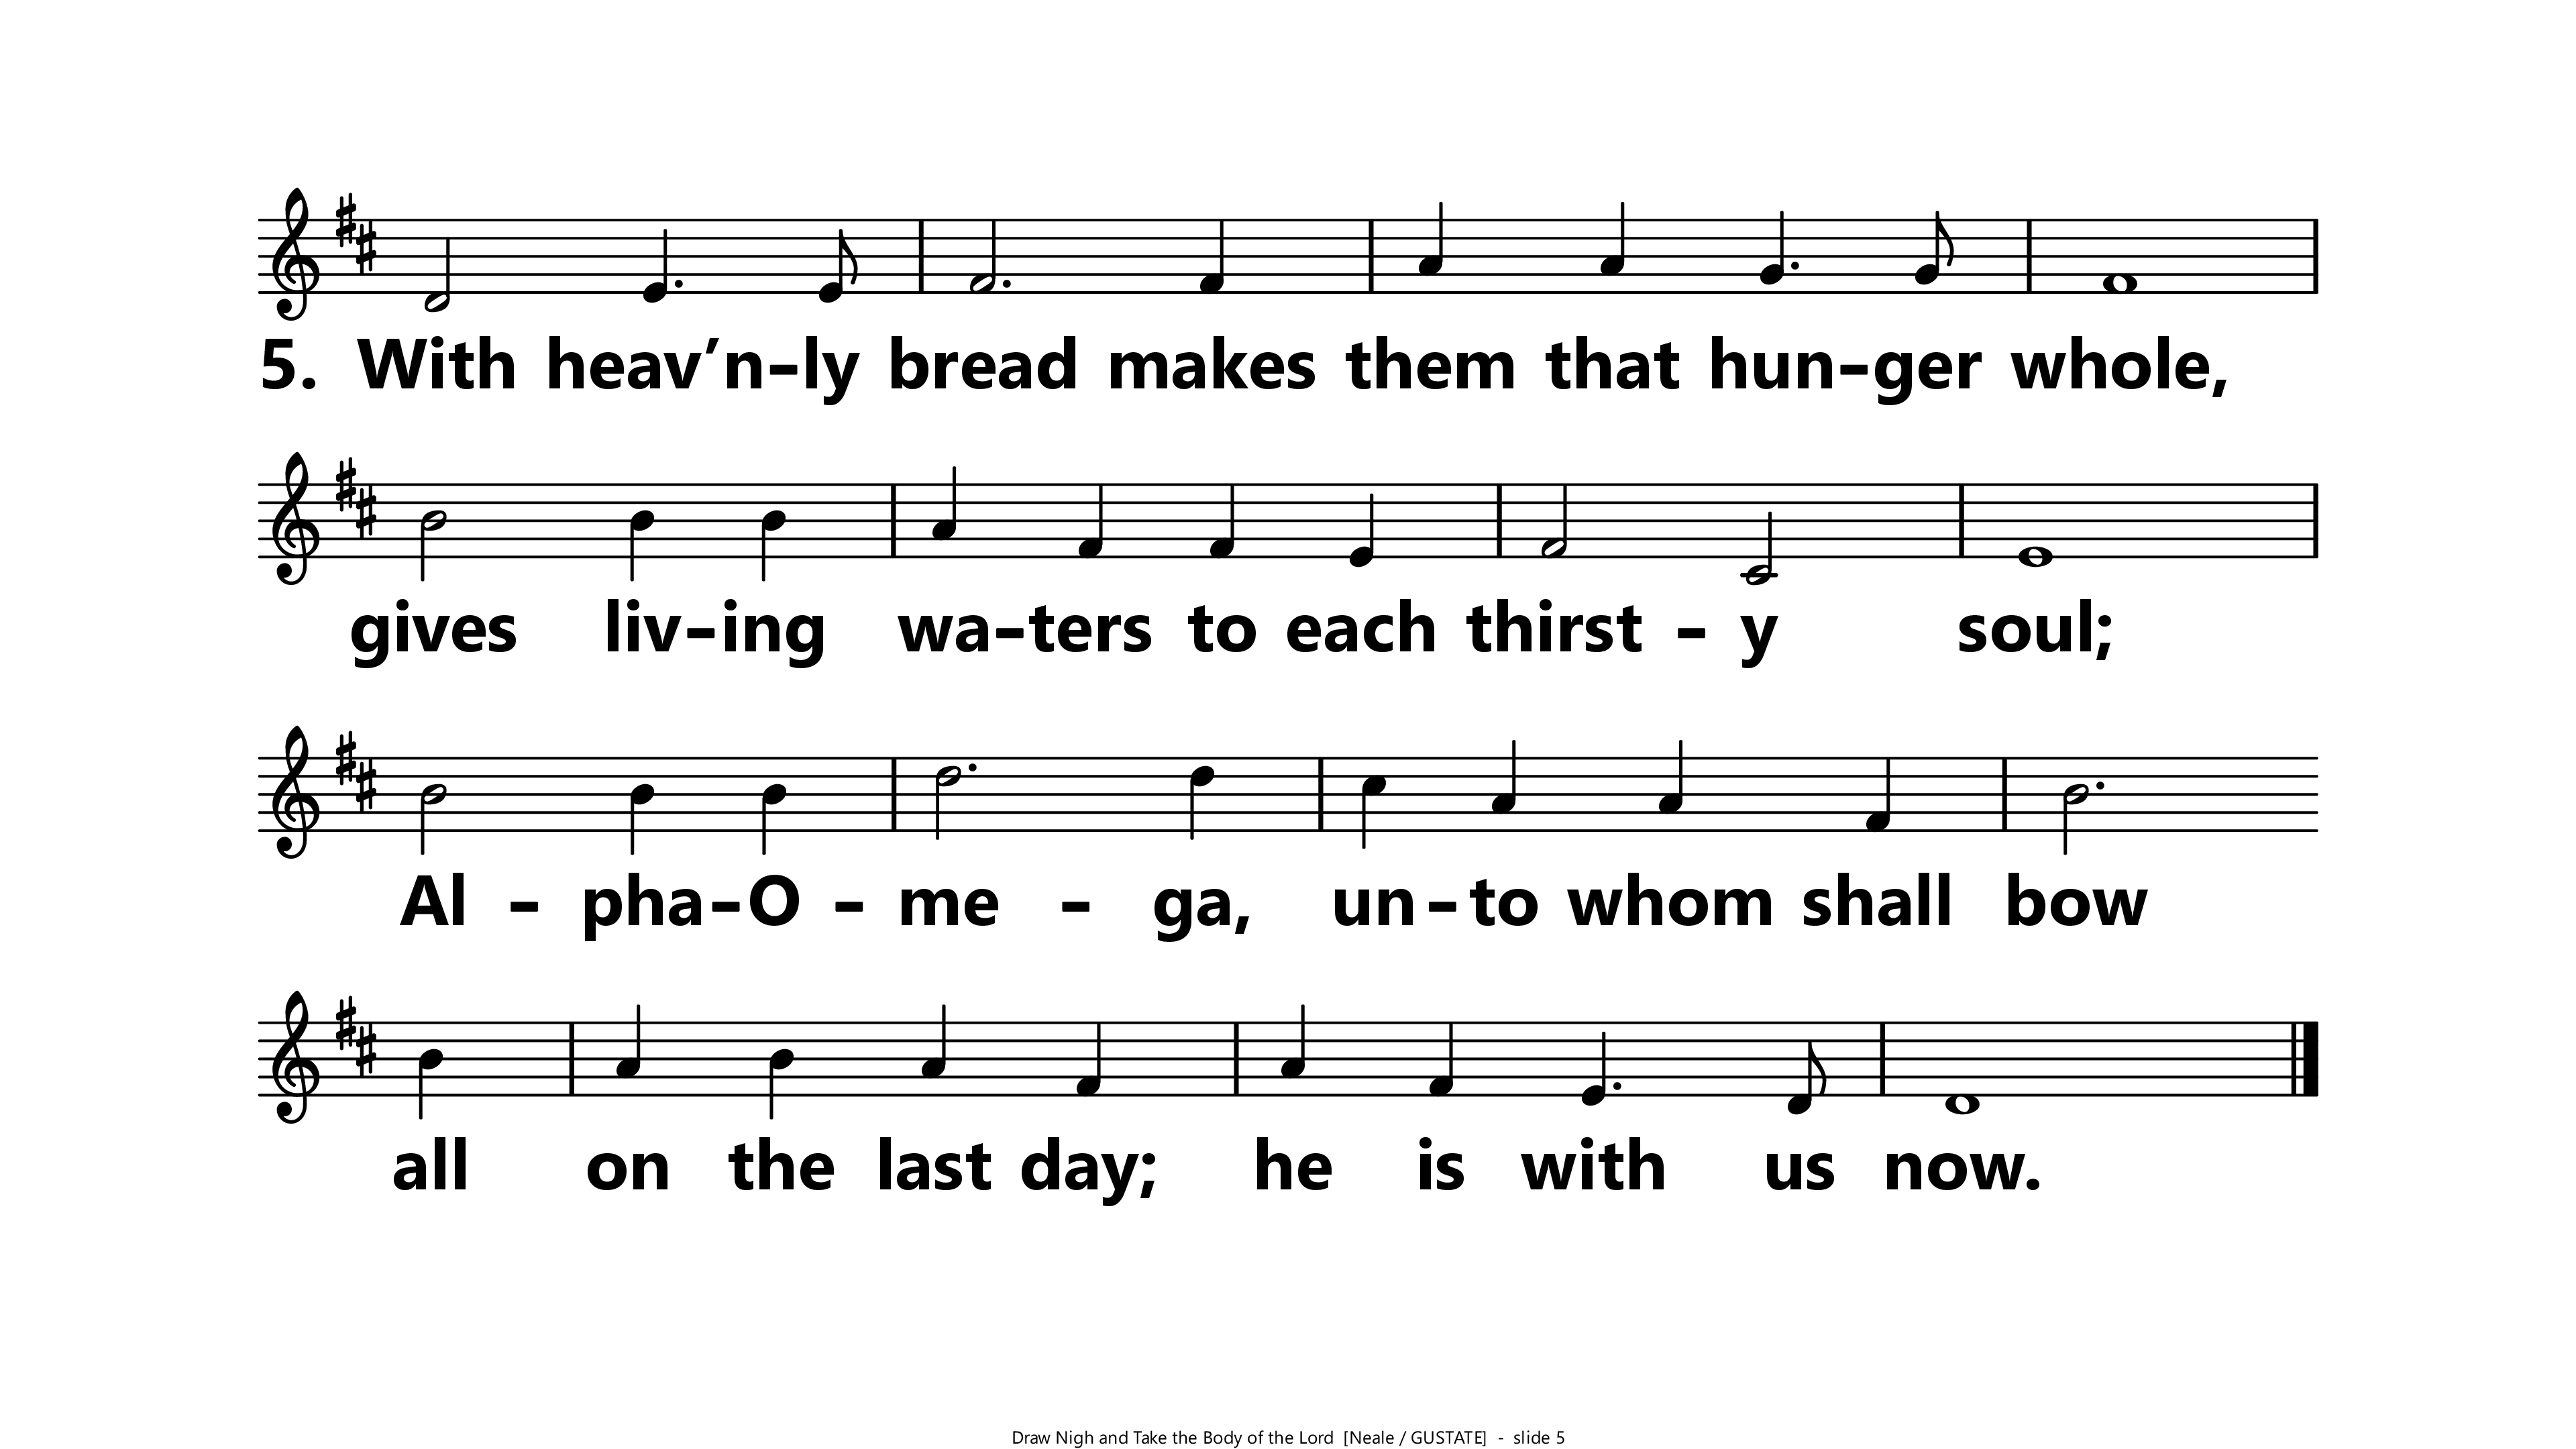 5. With heav’n-ly bread makes them that hun-ger whole,
gives liv-ing wa-ters to each thirst - y soul;
Al - pha-O - me - ga, un-to whom shall bow
all on the last day; he is with us now.
Draw Nigh and Take the Body of the Lord [Neale / GUSTATE] - slide 5